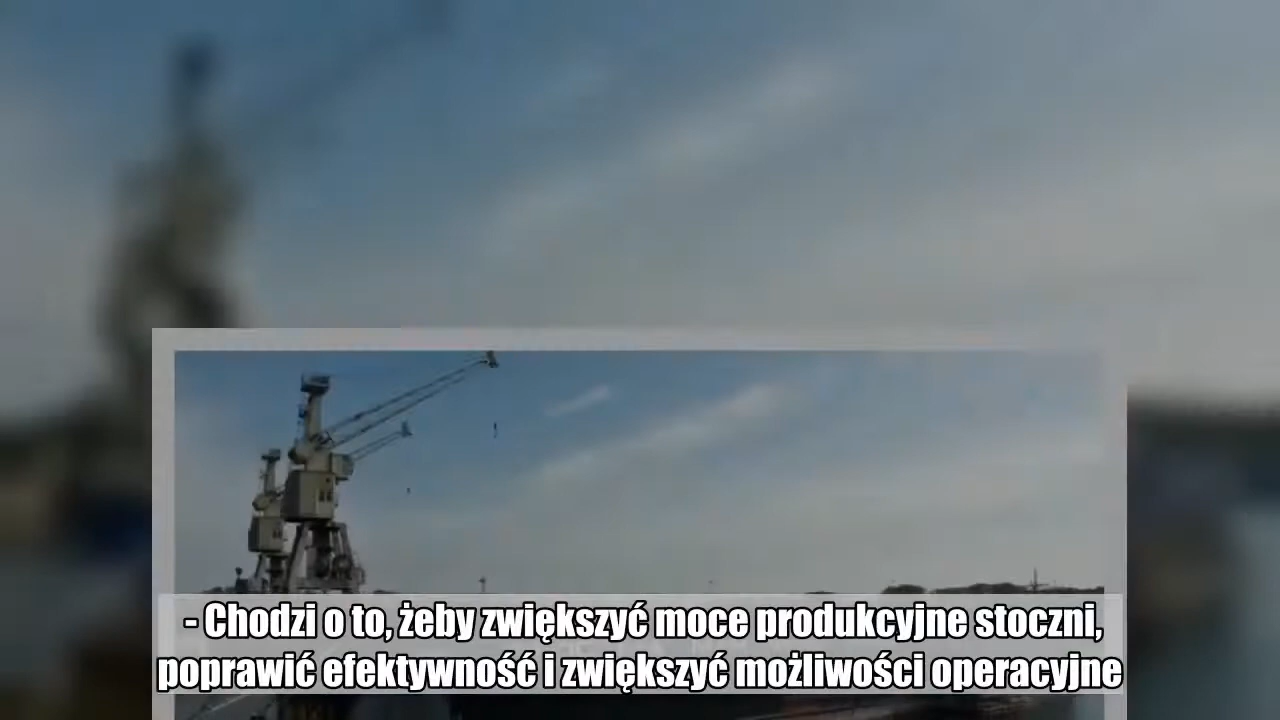 - Chodzi o to, żeby zwiększyć moce produkcyjne stoczni,
poprawić efektywność i zwiększyć możliwości operacyjne